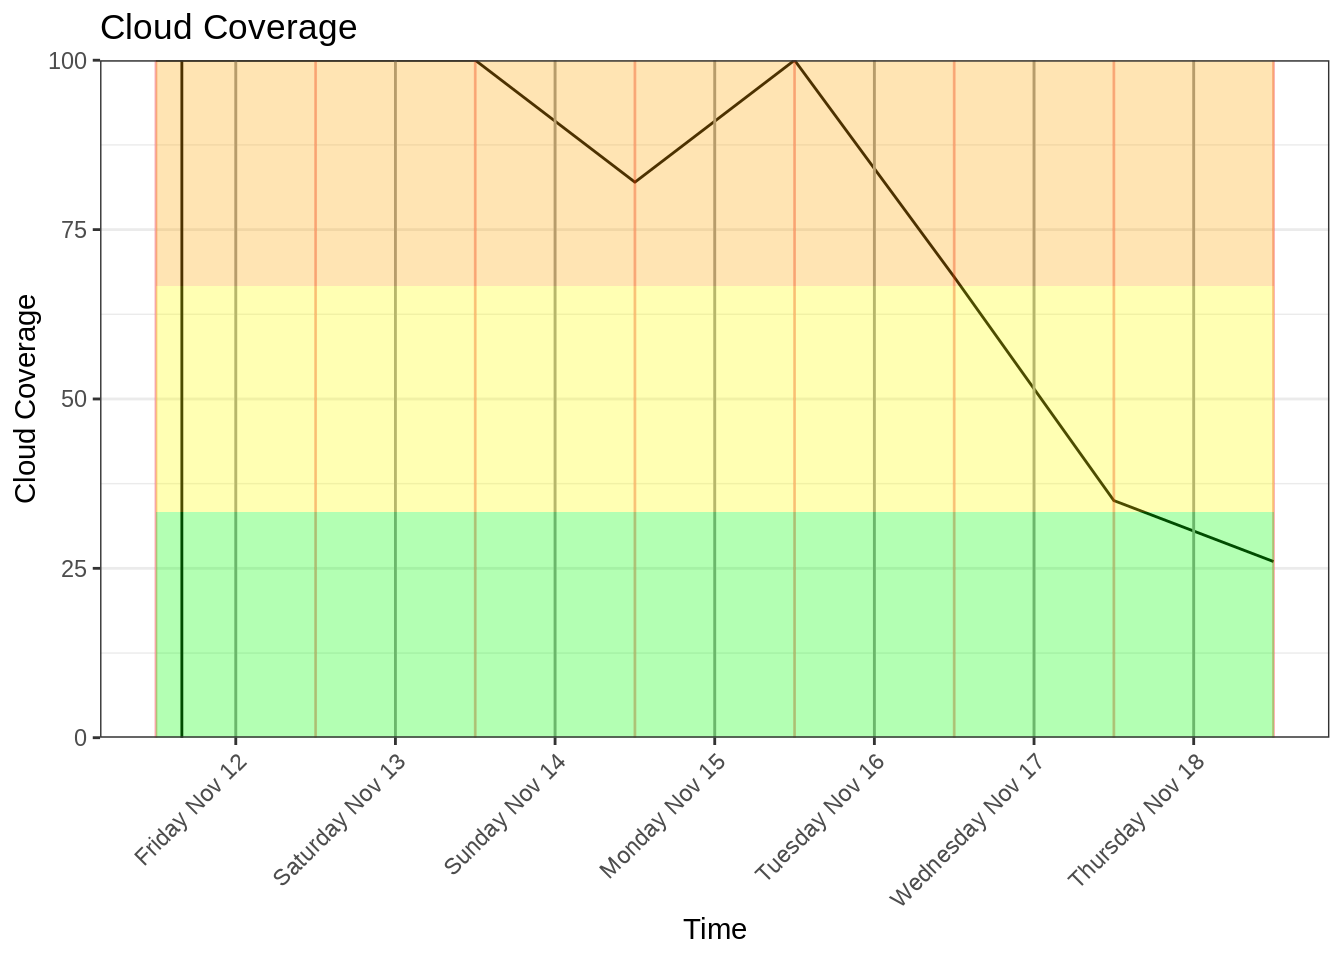 Cloud Coverage
100
75
50
25
0
Cloud Coverage
Friday Nov 12
Saturday Nov 13
Sunday Nov 14
Monday Nov 15
Tuesday Nov 16
Wednesday Nov 17
Thursday Nov 18
Time